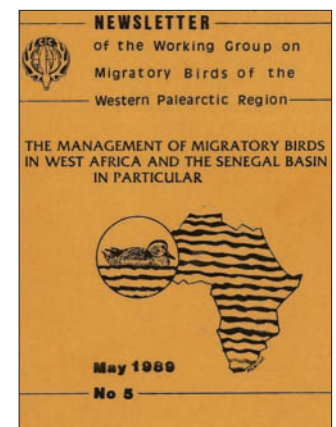 NEWSLETTER
of the Working Group on
Migratory Birds of the
Western Palearctic Region
THE MANAGEMENT OF MIGRATORY BIRDS
IN WEST AFRICA AND THE SENEGAL BASIN
IN PARTICULAR
May 1989
No 5